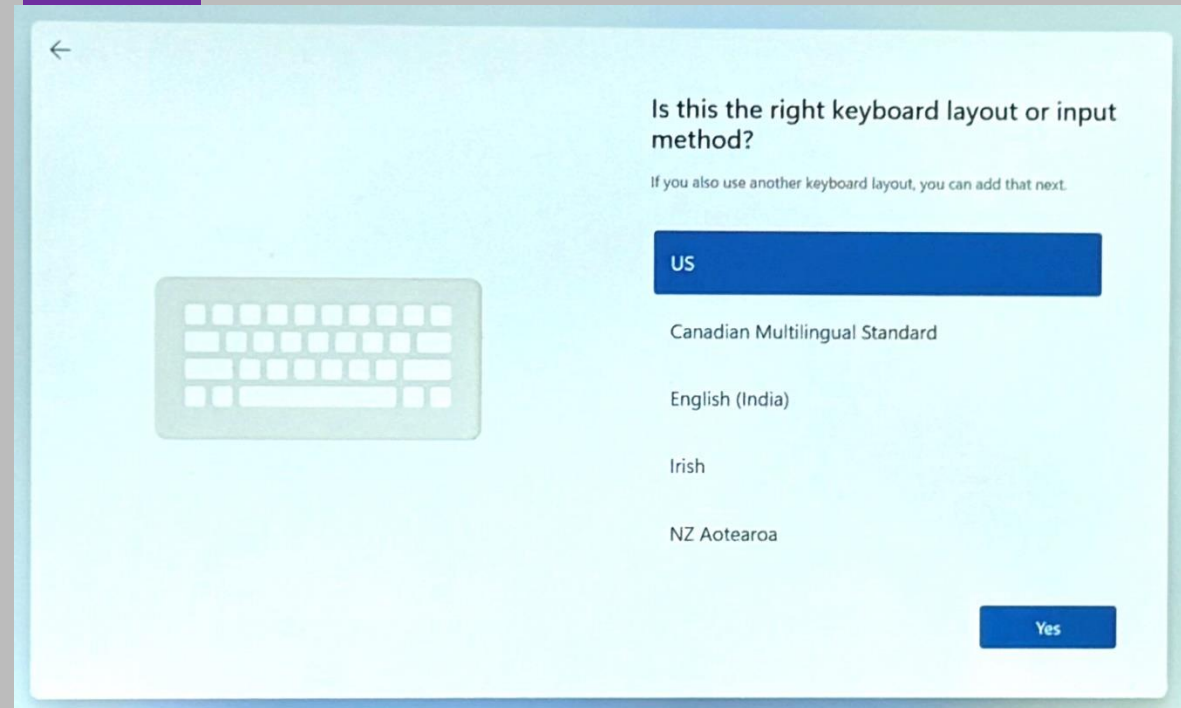 Is this the right keyboard layout or input
method?
If you also use another keyboard layout, you can add that next.
US
Canadian Multilingual Standard
English (India)
Irish
NZ Aotearoa
Yes